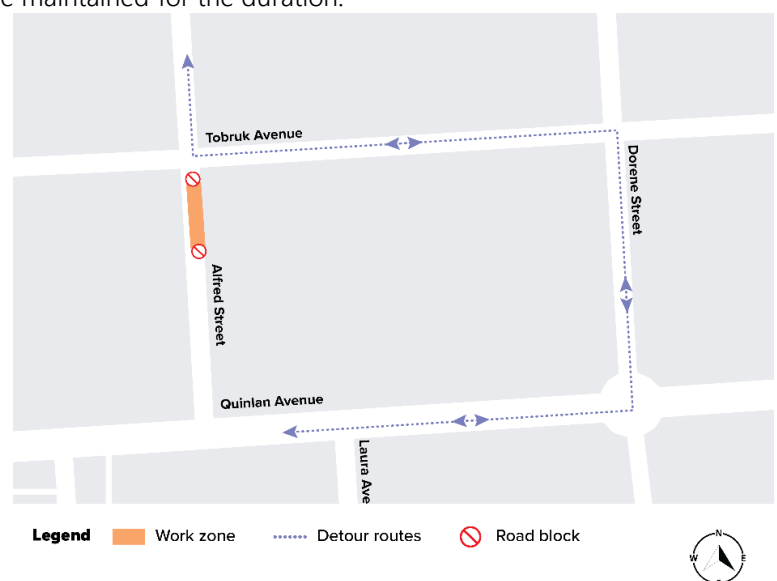 e maintained for the duration.
Tobruk Avenue
Dorene Street
Alfred Street
Quinlan Avenue
Laura Ave
Legend Work zone Detour routes Road block
N
W E
S